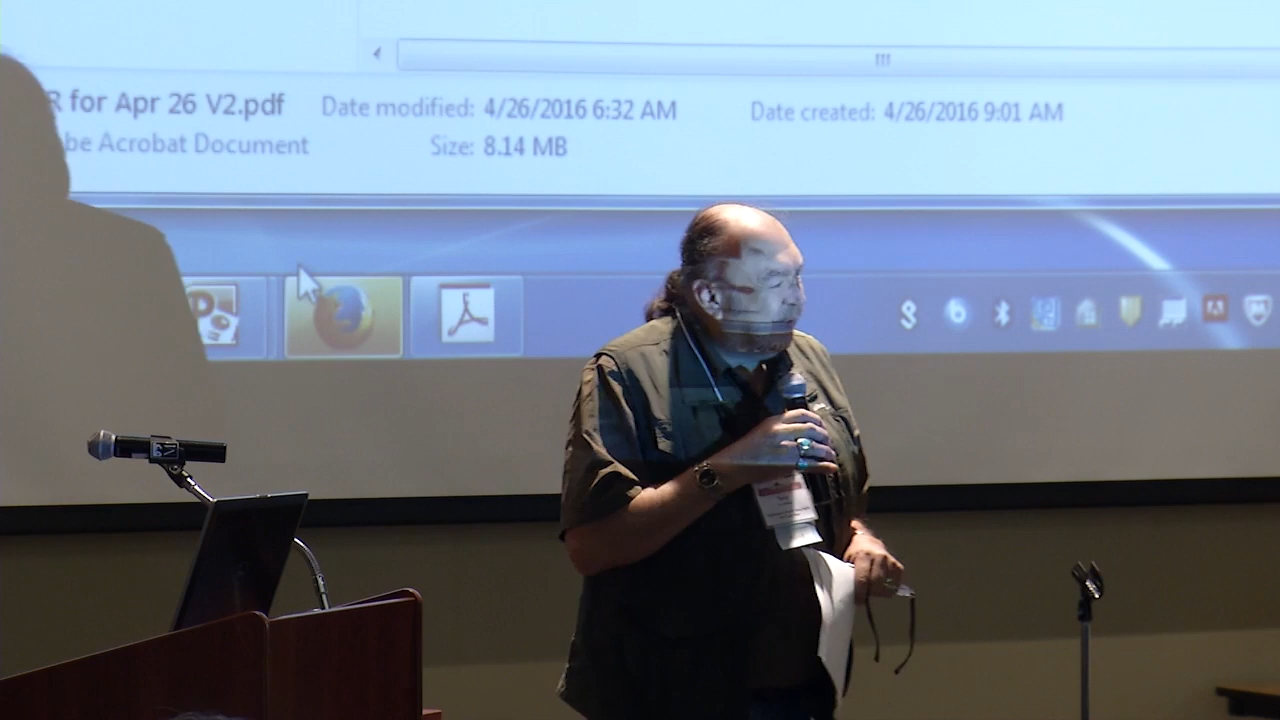 R for Apr 26 V2.pdf Date modified: 4/26/2016 6:32 AM Date created: 4/26/2016 9:01 AM
be Acrobat Document Size: 8.14 MB